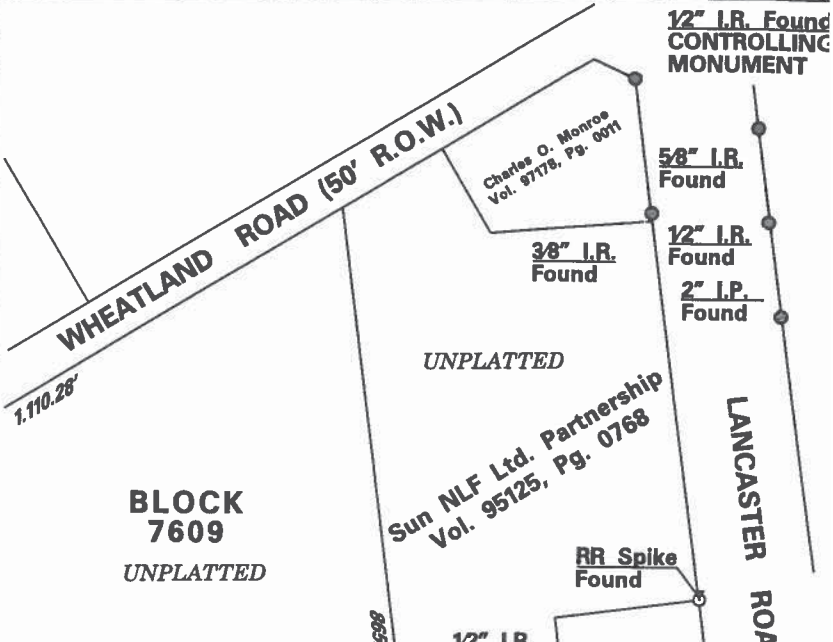 1/2" I.R. Found
CONTROLLING
MONUMENT
WHEATLAND ROAD (50' R.O.W.)
Charles O. Monroe
Vol. 97178, Pg. 0011
5/8" I.R.
Found
3/8" I.R.
Found
1/2" I.R.
Found
2" I.P.
Found
UNPLATTED
1,110.28'
Sun NLF Ltd. Partnership
Vol. 95125, Pg. 0768
LANCASTER ROA
BLOCK
7609
UNPLATTED
RR Spike
Found
865
1/2" I.R.